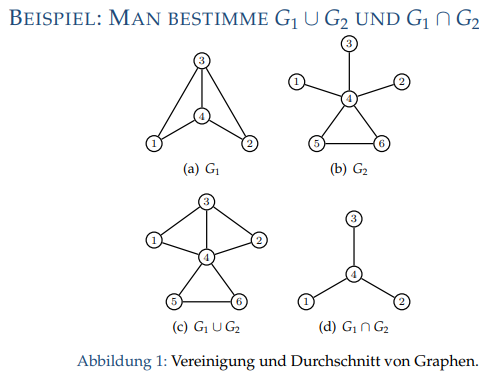 BEISPIEL: MAN BESTIMME G₁ ∪ G₂ UND G₁ ∩ G₂
3
4
1 2
(a) G₁
3
1 2
4
5 6
(b) G₂
3
1 2
4
5 6
(c) G₁ ∪ G₂
3
4
1 2
(d) G₁ ∩ G₂
Abbildung 1: Vereinigung und Durchschnitt von Graphen.